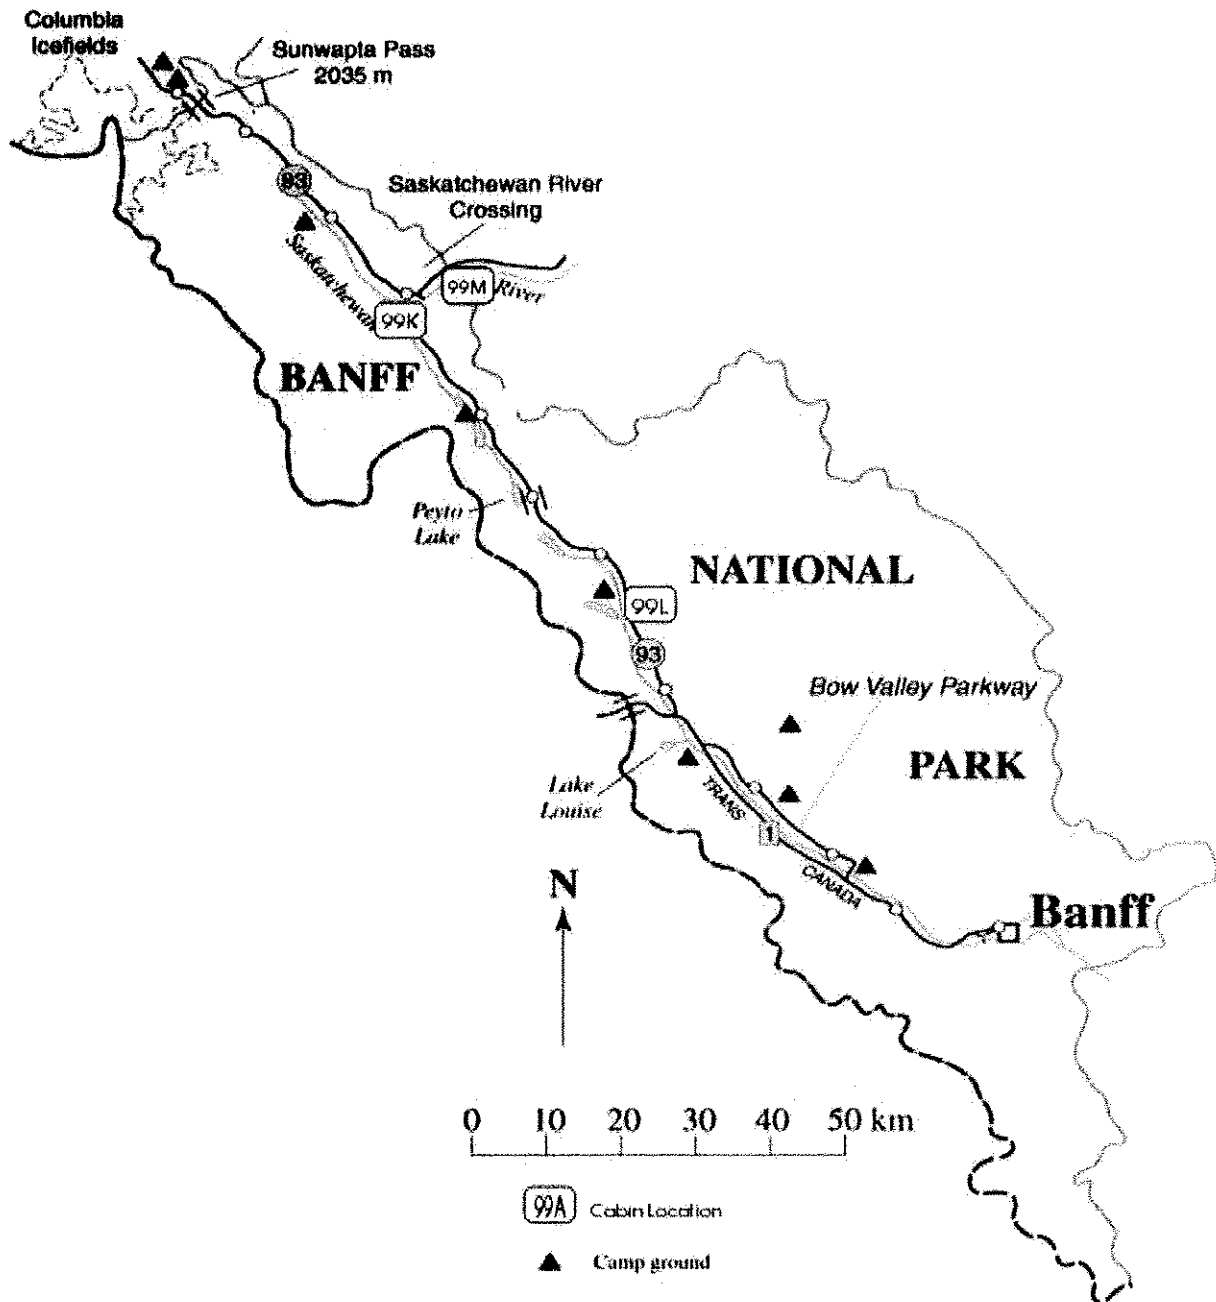 Columbia
Icefields
Sunwapta Pass
2035 m
93
Saskatchewan River
Crossing
Saskatchewan
99M
River
99K
BANFF
Peyto
Lake
NATIONAL
99L
93
Bow Valley Parkway
PARK
Lake
Louise
TRANS
1
CANADA
N
Banff
0 10 20 30 40 50 km
99A Cabin Location
Camp ground